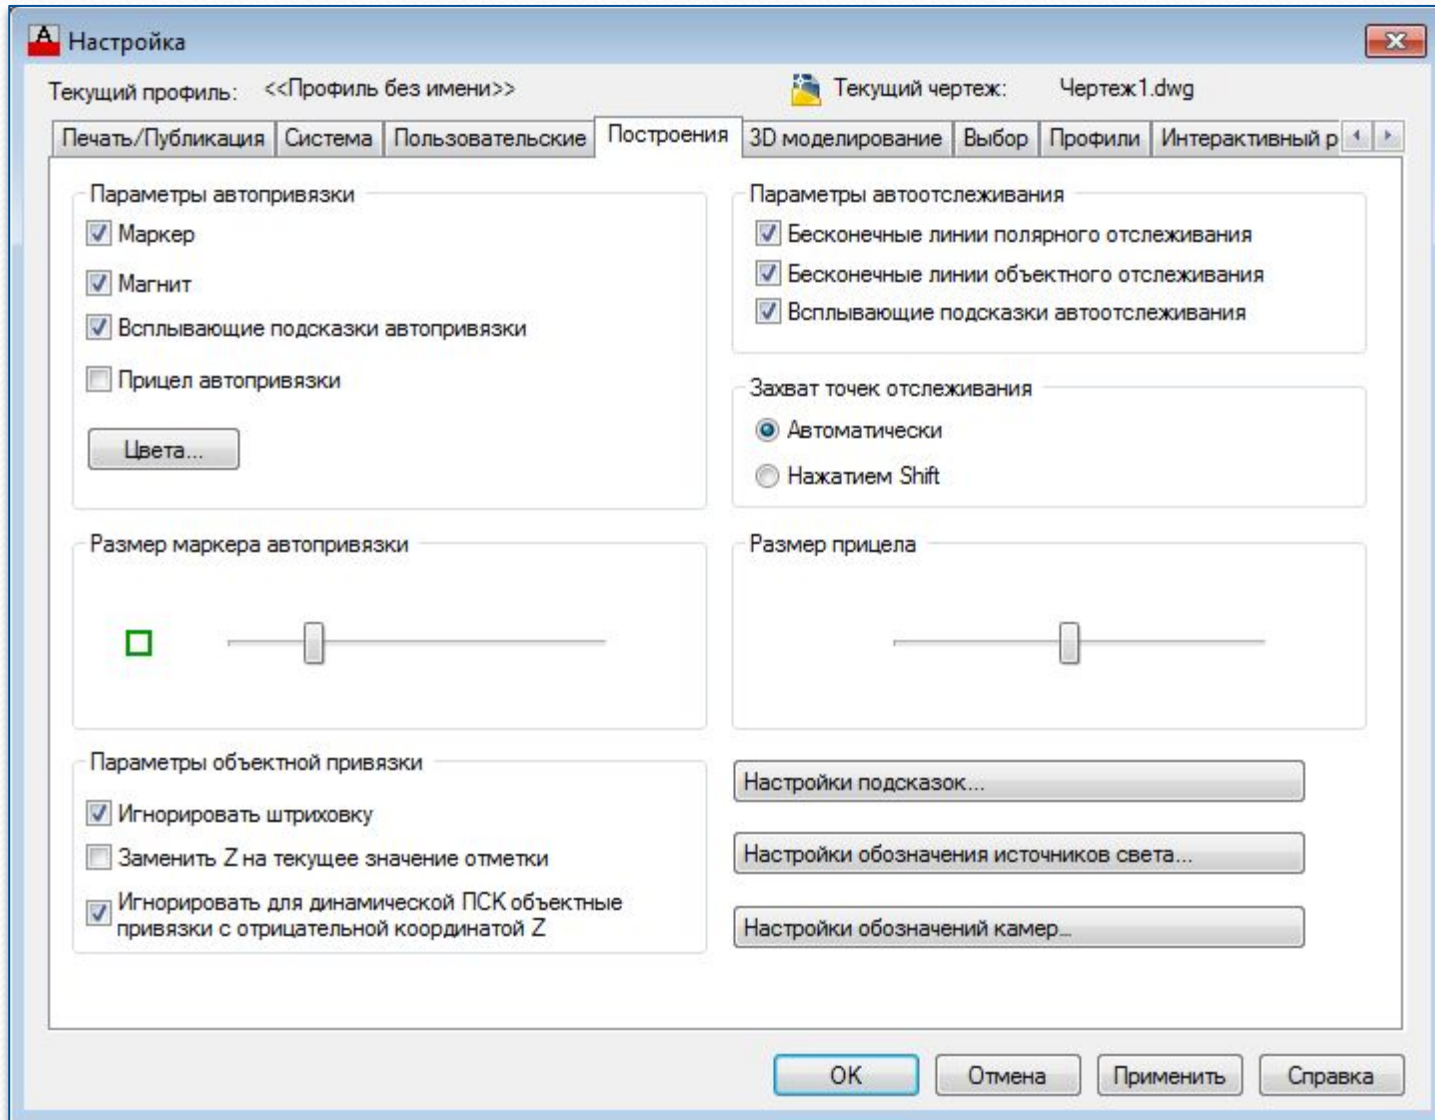 Настройка
Текущий профиль: <<Профиль без имени>> Текущий чертеж: Чертеж1.dwg
Печать/Публикация Система Пользовательские Построения 3D моделирование Выбор Профили Интерактивный р
Параметры автопривязки
Маркер
Магнит
Всплывающие подсказки автопривязки
Прицел автопривязки
Цвета...
Параметры автоотслеживания
Бесконечные линии полярного отслеживания
Бесконечные линии объектного отслеживания
Всплывающие подсказки автоотслеживания
Захват точек отслеживания
Автоматически
Нажатием Shift
Размер маркера автопривязки
Размер прицела
Параметры объектной привязки
Игнорировать штриховку
Заменить Z на текущее значение отметки
Игнорировать для динамической ПСК объектные
привязки с отрицательной координатой Z
Настройки подсказок...
Настройки обозначения источников света...
Настройки обозначений камер...
OK Отмена Применить Справка